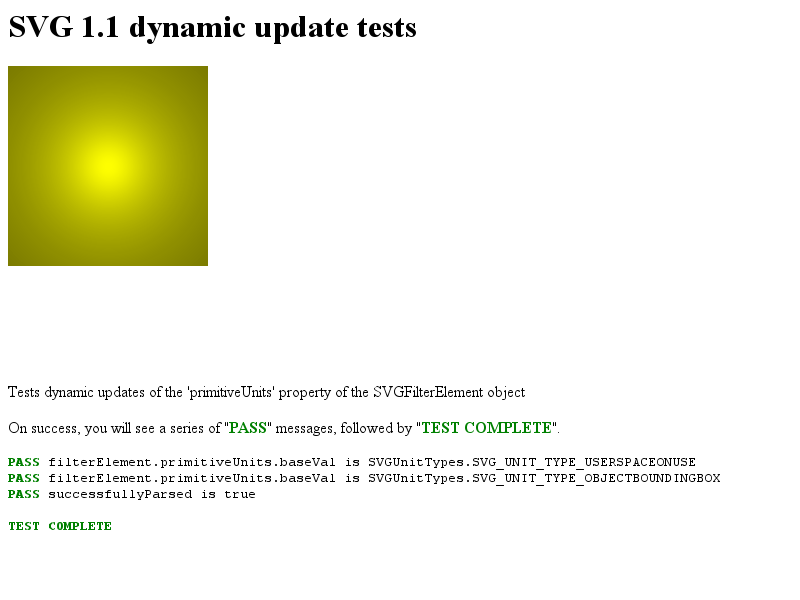 SVG 1.1 dynamic update tests
Tests dynamic updates of the 'primitiveUnits' property of the SVGFilterElement object
On success, you will see a series of "PASS" messages, followed by "TEST COMPLETE".
PASS filterElement.primitiveUnits.baseVal is SVGUnitTypes.SVG_UNIT_TYPE_USERSPACEONUSE
PASS filterElement.primitiveUnits.baseVal is SVGUnitTypes.SVG_UNIT_TYPE_OBJECTBOUNDINGBOX
PASS successfullyParsed is true
TEST COMPLETE